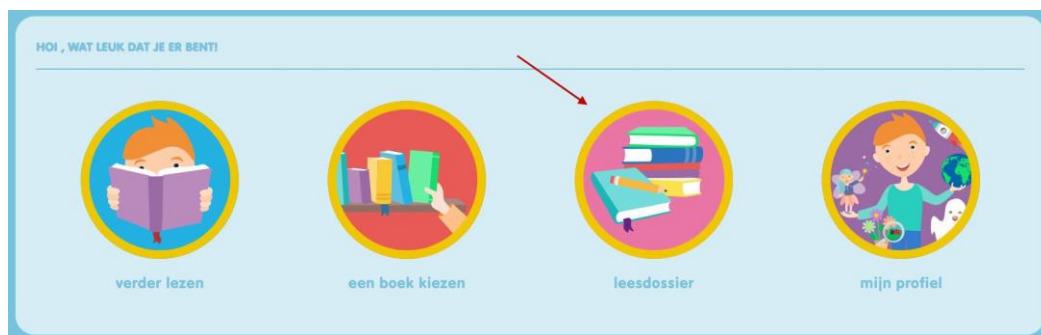 HOI , WAT LEUK DAT JE ER BENT!
verder lezen
een boek kiezen
leesdossier
mijn profiel